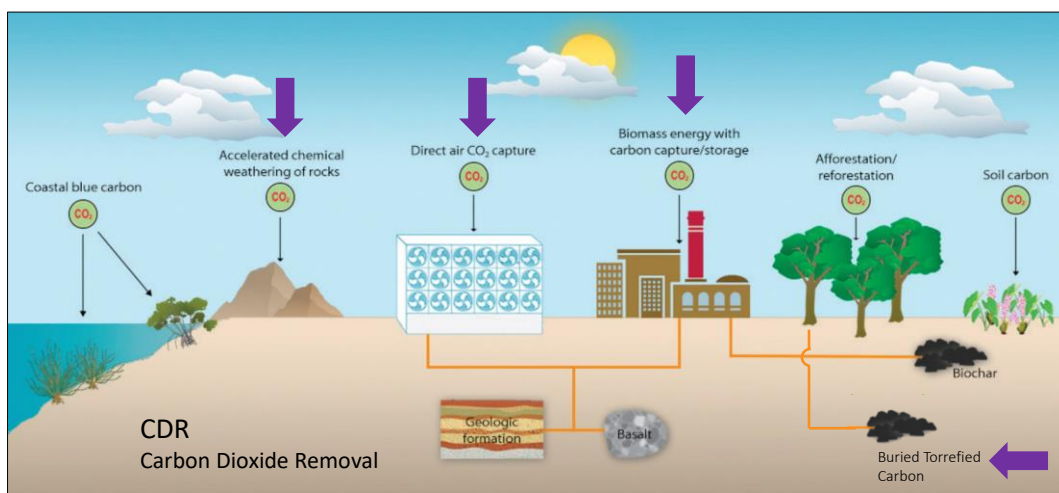 Coastal blue carbon
CO₂
Accelerated chemical
weathering of rocks
CO₂
Direct air CO₂ capture
CO₂
Biomass energy with
carbon capture/storage
CO₂
Afforestation/
reforestation
CO₂
Soil carbon
CO₂
Geologic
formation
Basalt
Biochar
Buried Torrefied
Carbon
CDR
Carbon Dioxide Removal